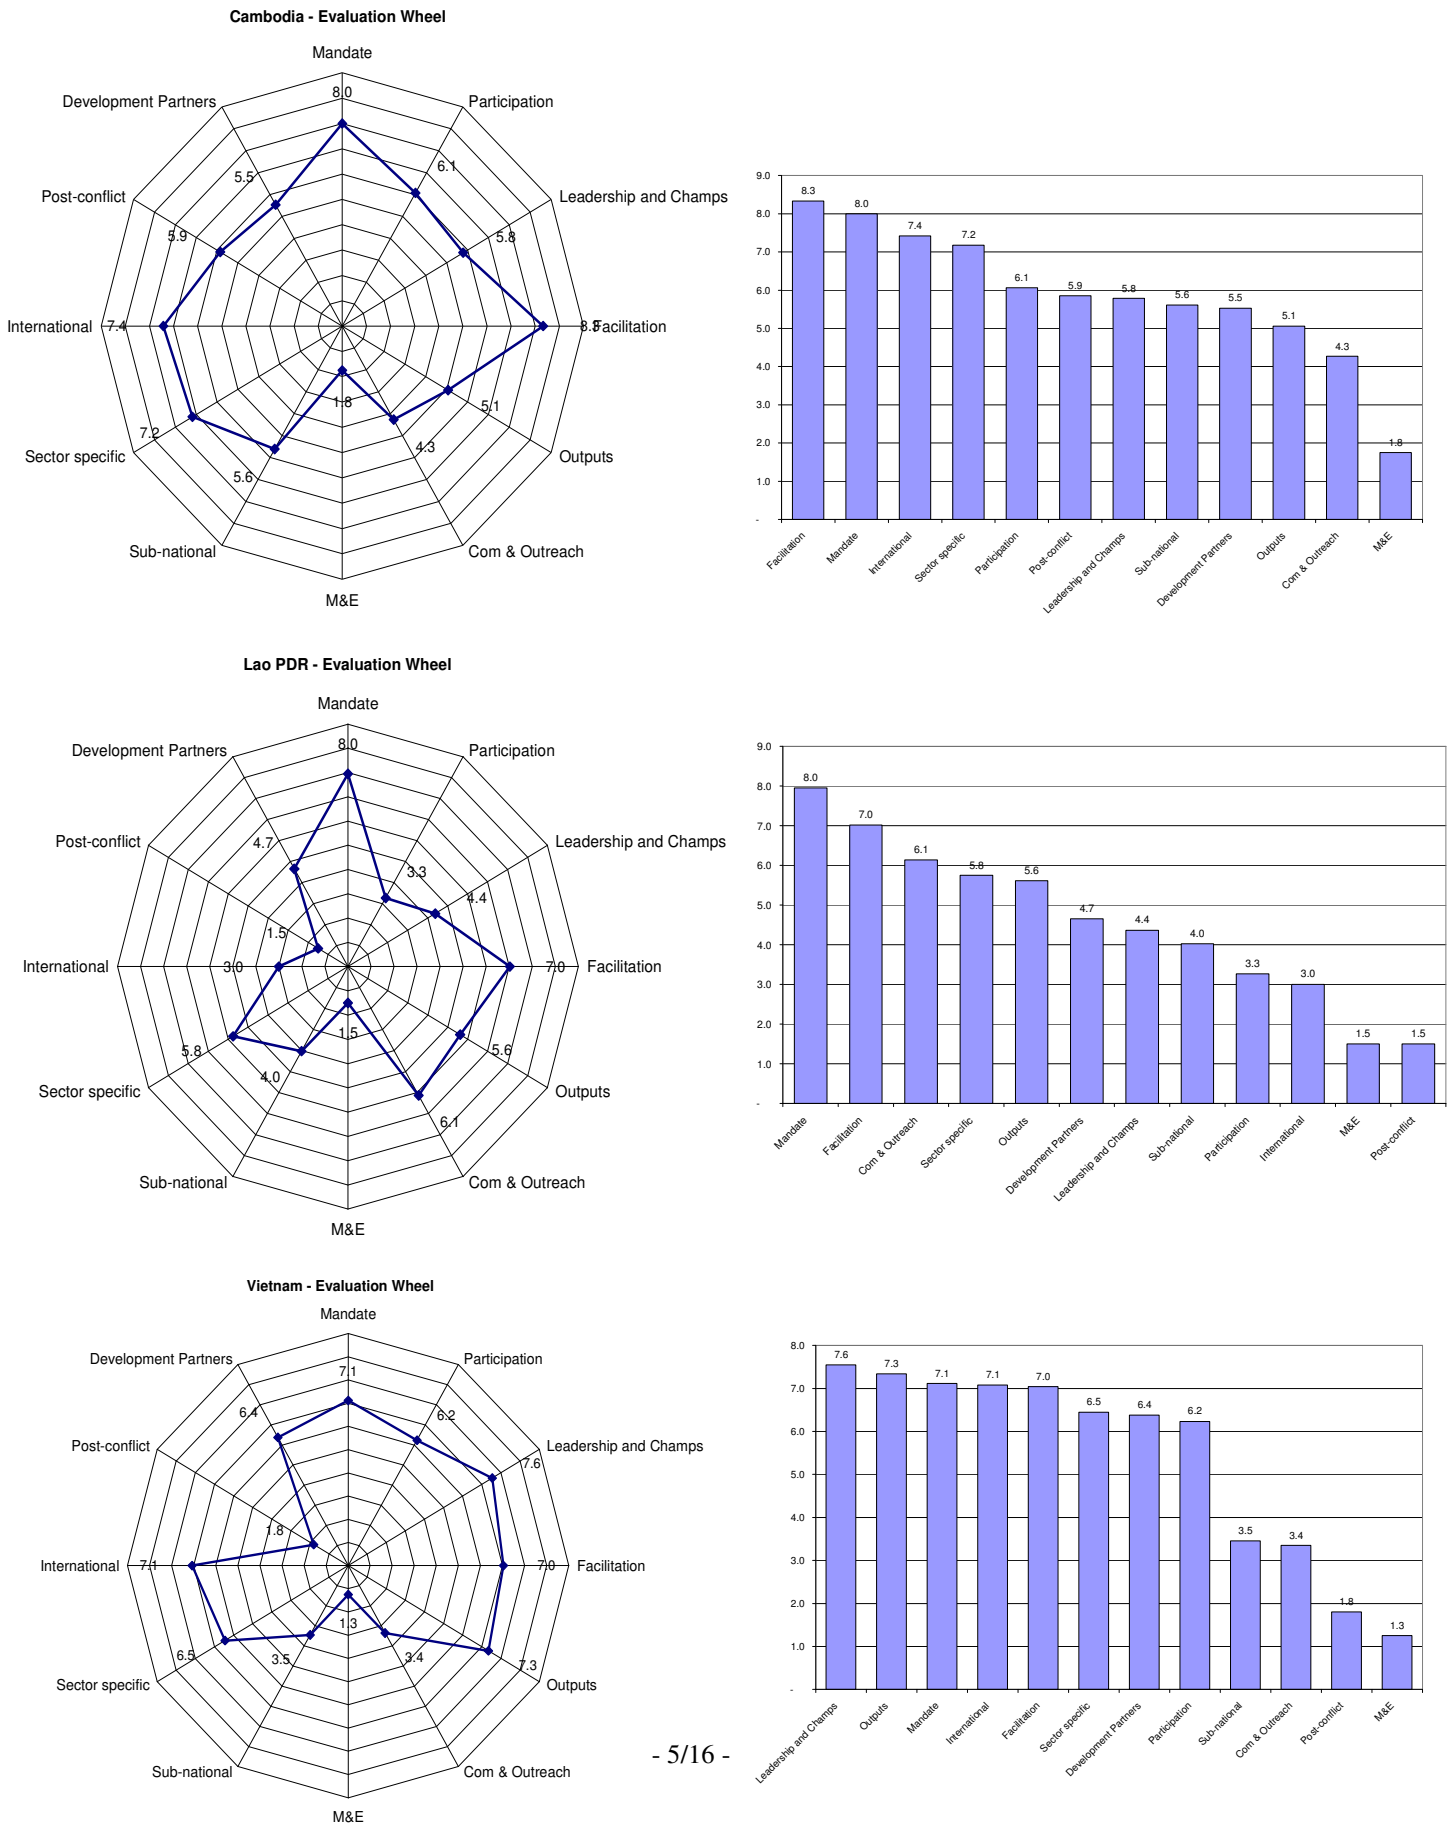 Cambodia - Evaluation Wheel
Mandate
Participation
Leadership and Champs
Facilitation
Outputs
Com & Outreach
M&E
Sub-national
Sector specific
International
Post-conflict
Development Partners
8.0
6.1
5.8
8.3
5.1
4.3
1.8
5.6
7.2
7.4
5.9
5.5
9.0
8.0
7.0
6.0
5.0
4.0
3.0
2.0
1.0
-
8.3
8.0
7.4
7.2
6.1
5.9
5.8
5.6
5.5
5.1
4.3
1.8
Facilitation
Mandate
International
Sector specific
Participation
Post-conflict
Leadership and Champs
Sub-national
Development Partners
Outputs
Com & Outreach
M&E
Lao PDR - Evaluation Wheel
Mandate
Participation
Leadership and Champs
Facilitation
Outputs
Com & Outreach
M&E
Sub-national
Sector specific
International
Post-conflict
Development Partners
8.0
3.3
4.4
7.0
5.6
6.1
1.5
4.0
5.8
3.0
1.5
4.7
9.0
8.0
7.0
6.0
5.0
4.0
3.0
2.0
1.0
-
8.0
7.0
6.1
5.8
5.6
4.7
4.4
4.0
3.3
3.0
1.5
1.5
Mandate
Facilitation
Com & Outreach
Sector specific
Outputs
Development Partners
Leadership and Champs
Sub-national
Participation
International
M&E
Post-conflict
Vietnam - Evaluation Wheel
Mandate
Participation
Leadership and Champs
Facilitation
Outputs
Com & Outreach
M&E
Sub-national
Sector specific
International
Post-conflict
Development Partners
7.1
6.2
7.6
7.0
7.3
3.4
1.3
3.5
6.5
7.1
1.8
6.4
8.0
7.0
6.0
5.0
4.0
3.0
2.0
1.0
-
7.6
7.3
7.1
7.1
7.0
6.5
6.4
6.2
3.5
3.4
1.8
1.3
Leadership and Champs
Outputs
Mandate
International
Facilitation
Sector specific
Development Partners
Participation
Sub-national
Com & Outreach
Post-conflict
M&E
- 5/16 -